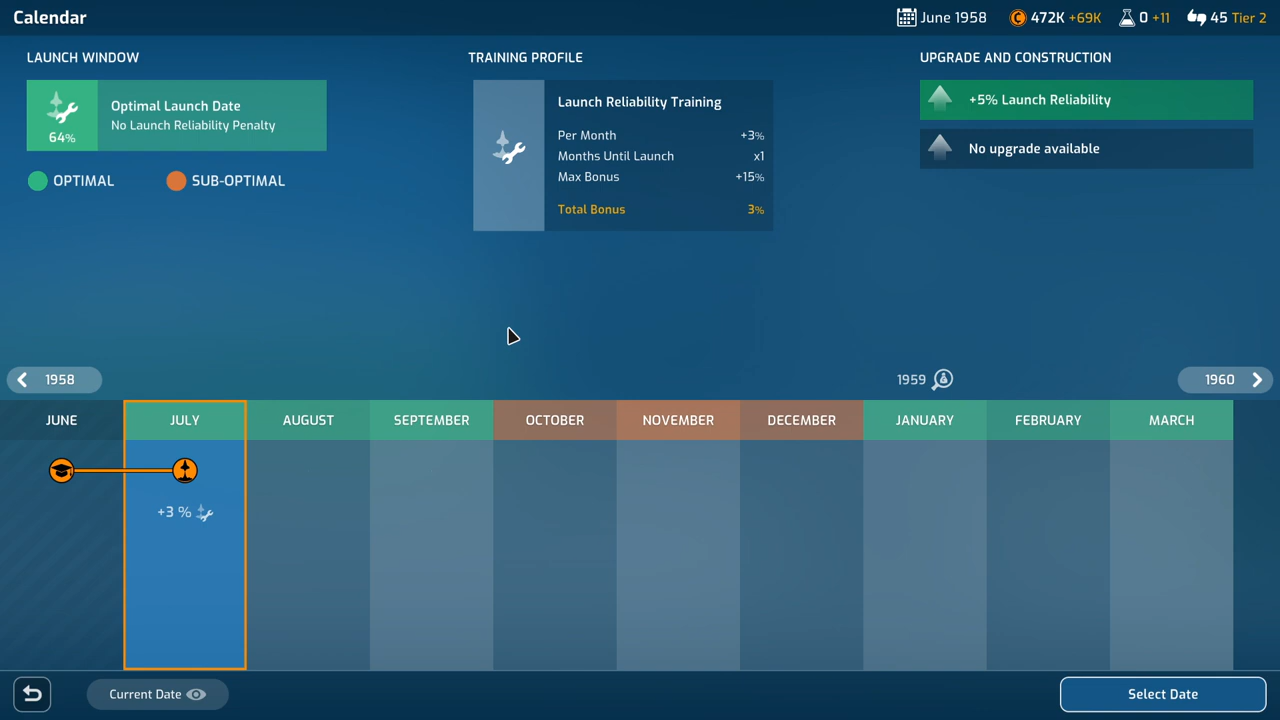 Calendar
June 1958
472K +69K
0 +11
45 Tier 2
LAUNCH WINDOW
64%
Optimal Launch Date
No Launch Reliability Penalty
OPTIMAL
SUB-OPTIMAL
TRAINING PROFILE
Launch Reliability Training
Per Month +3%
Months Until Launch x1
Max Bonus +15%
Total Bonus 3%
UPGRADE AND CONSTRUCTION
+5% Launch Reliability
No upgrade available
1958
1959
1960
JUNE
JULY
AUGUST
SEPTEMBER
OCTOBER
NOVEMBER
DECEMBER
JANUARY
FEBRUARY
MARCH
+3 %
Current Date
Select Date